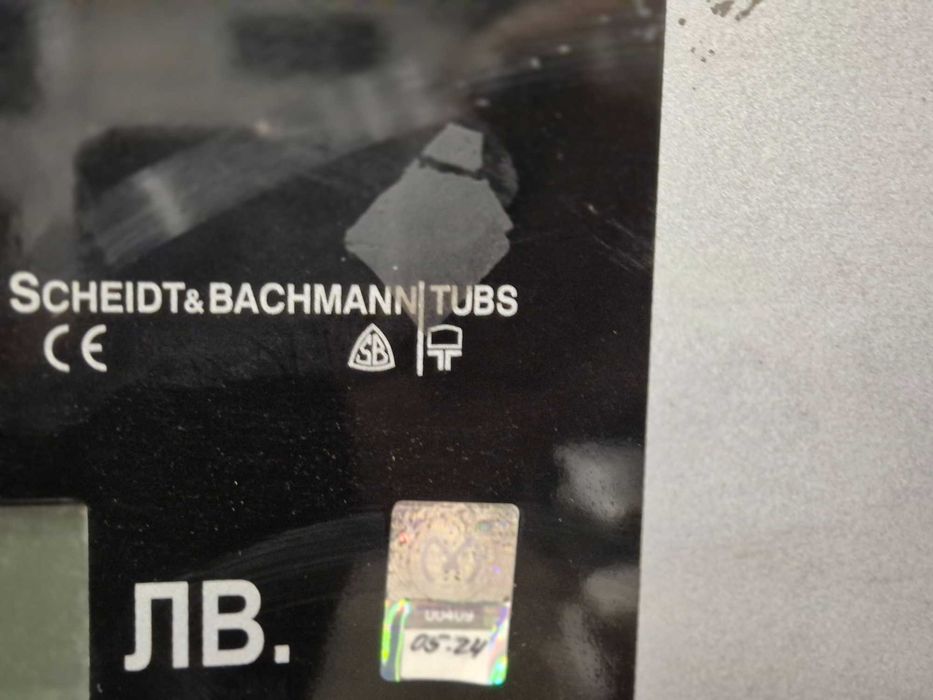 SCHEIDT&BACHMANN|TUBS
CE SB
ЛВ.
00409
05-24